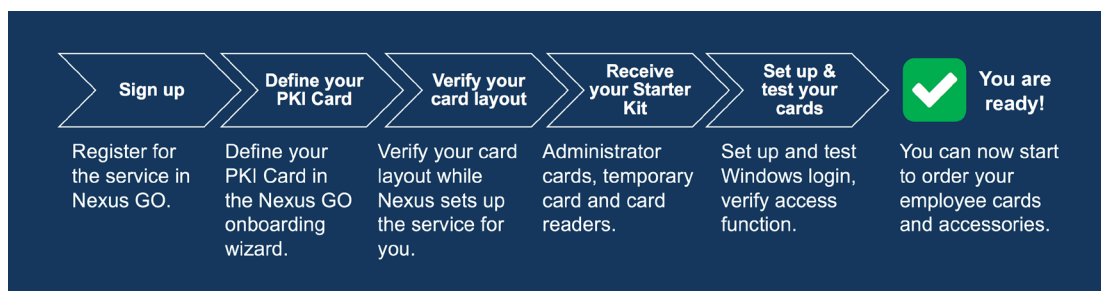 Sign up
Define your
PKI Card
Verify your
card layout
Receive
your Starter
Kit
Set up &
test your
cards
You are
ready!
Register for
the service in
Nexus GO.
Define your
PKI Card in
the Nexus GO
onboarding
wizard.
Verify your card
layout while
Nexus sets up
the service for
you.
Administrator
cards, temporary
card and card
readers.
Set up and test
Windows login,
verify access
function.
You can now start
to order your
employee cards
and accessories.